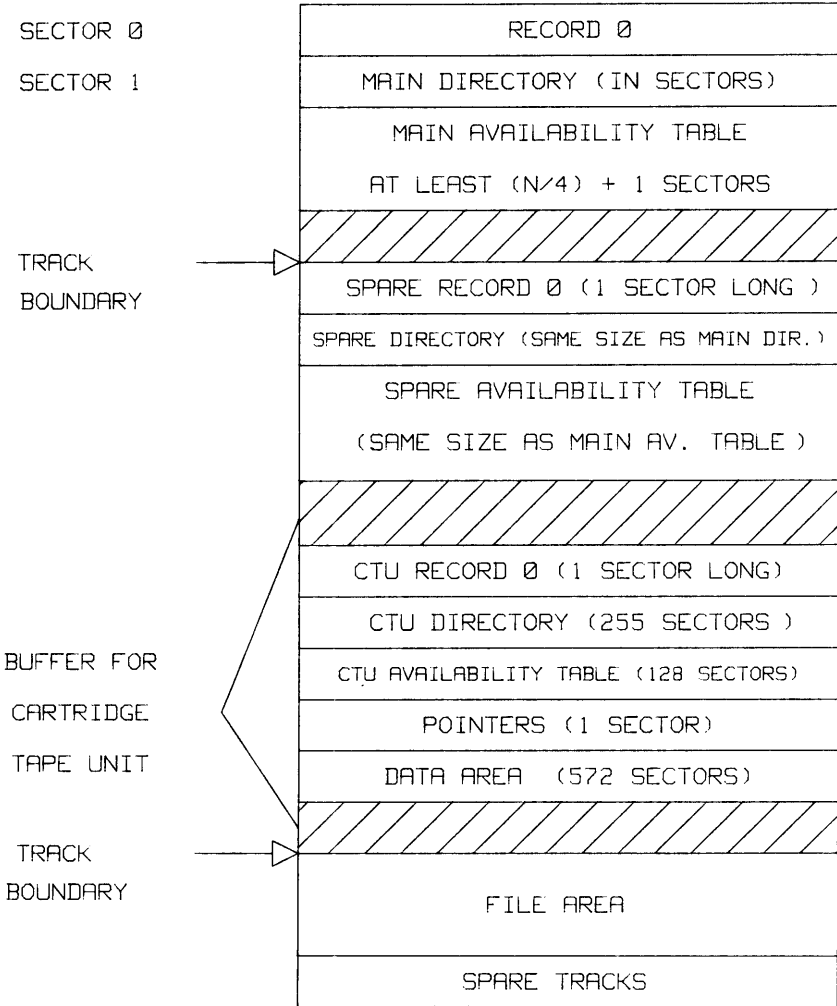 SECTOR 0
RECORD 0
SECTOR 1
MAIN DIRECTORY (IN SECTORS)
MAIN AVAILABILITY TABLE
AT LEAST (N/4) + 1 SECTORS
TRACK
BOUNDARY
SPARE RECORD 0 (1 SECTOR LONG )
SPARE DIRECTORY (SAME SIZE AS MAIN DIR.)
SPARE AVAILABILITY TABLE
(SAME SIZE AS MAIN AV. TABLE )
CTU RECORD 0 (1 SECTOR LONG)
CTU DIRECTORY (255 SECTORS )
BUFFER FOR
CARTRIDGE
TAPE UNIT
CTU AVAILABILITY TABLE (128 SECTORS)
POINTERS (1 SECTOR)
DATA AREA (572 SECTORS)
TRACK
BOUNDARY
FILE AREA
SPARE TRACKS